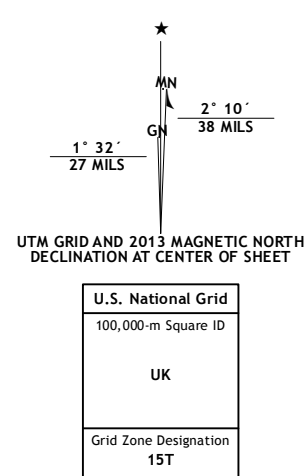 ★
MN
GN
2° 10´
38 MILS
1° 32´
27 MILS
UTM GRID AND 2013 MAGNETIC NORTH
DECLINATION AT CENTER OF SHEET
U.S. National Grid
100,000-m Square ID
UK
Grid Zone Designation
15T